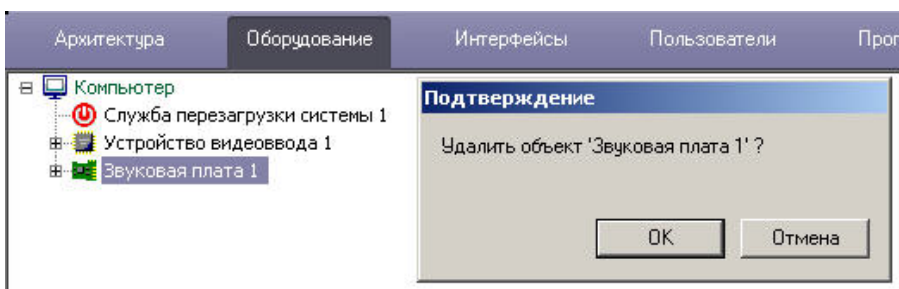 Архитектура Оборудование Интерфейсы Пользователи
Компьютер
Служба перезагрузки системы 1
Устройство видеоввода 1
Звуковая плата 1
Подтверждение
Удалить объект 'Звуковая плата 1' ?
OK Отмена